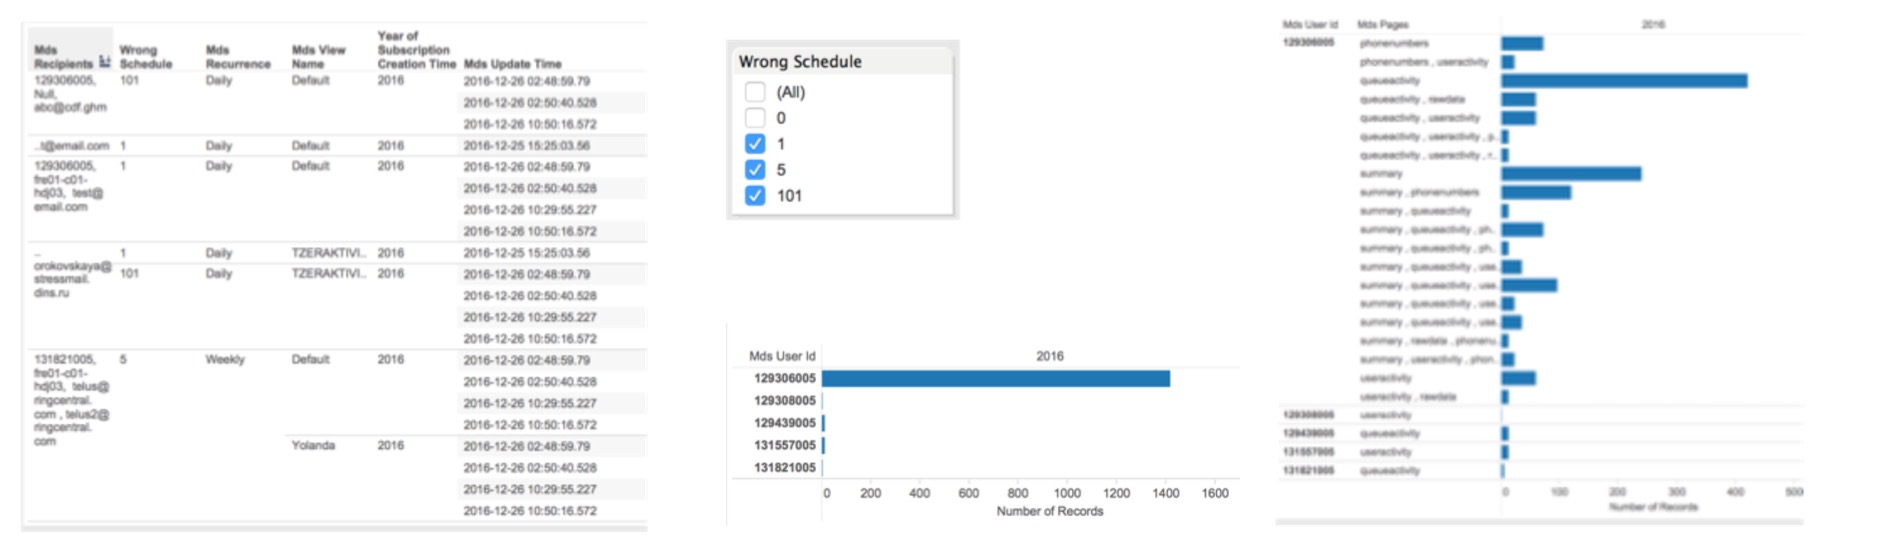 Mds Recipients Wrong Schedule Mds Recurrence Mds View Name Year of Subscription Creation Time Mds Update Time
129306005, 101 Daily Default 2016 2016-12-26 02:48:59.79
Null, 2016-12-26 02:50:40.528
abc@cdf.ghm 2016-12-26 10:50:16.572
..t@email.com 1 Daily Default 2016 2016-12-25 15:25:03.56
129306005, 1 Daily Default 2016 2016-12-26 02:48:59.79
fre01-c01- 2016-12-26 02:50:40.528
hdj03, test@ 2016-12-26 10:29:55.227
email.com 2016-12-26 10:50:16.572
.. 1 Daily TZERAKTIVI.. 2016 2016-12-25 15:25:03.56
orokovskaya@ 101 Daily TZERAKTIVI.. 2016 2016-12-26 02:48:59.79
stressmail. 2016-12-26 02:50:40.528
dins.ru 2016-12-26 10:29:55.227
2016-12-26 10:50:16.572
131821005, 5 Weekly Default 2016 2016-12-26 02:48:59.79
fre01-c01- 2016-12-26 02:50:40.528
hdj03, telus@ 2016-12-26 10:29:55.227
ringcentral. 2016-12-26 10:50:16.572
com , telus2@
ringcentral.
com
Yolanda 2016 2016-12-26 02:48:59.79
2016-12-26 02:50:40.528
2016-12-26 10:29:55.227
2016-12-26 10:50:16.572
Wrong Schedule
(All)
0
1
5
101
Mds User Id 2016
129306005
129308005
129439005
131557005
131821005
0 200 400 600 800 1000 1200 1400 1600
Number of Records
Mds User Id Mds Pages 2016
129306005 phonenumbers
phonenumbers , useractivity
queueactivity
queueactivity , rawdata
queueactivity , useractivity
queueactivity , useractivity , p..
queueactivity , useractivity , r..
summary
summary , phonenumbers
summary , queueactivity
summary , queueactivity , ph..
summary , queueactivity , ph..
summary , queueactivity , use..
summary , queueactivity , use..
summary , queueactivity , use..
summary , queueactivity , use..
summary , rawdata , phonenu..
summary , useractivity , phon..
useractivity
useractivity , rawdata
129308005 useractivity
129439005 queueactivity
131557005 useractivity
131821005 queueactivity
0 100 200 300 400 500
Number of Records